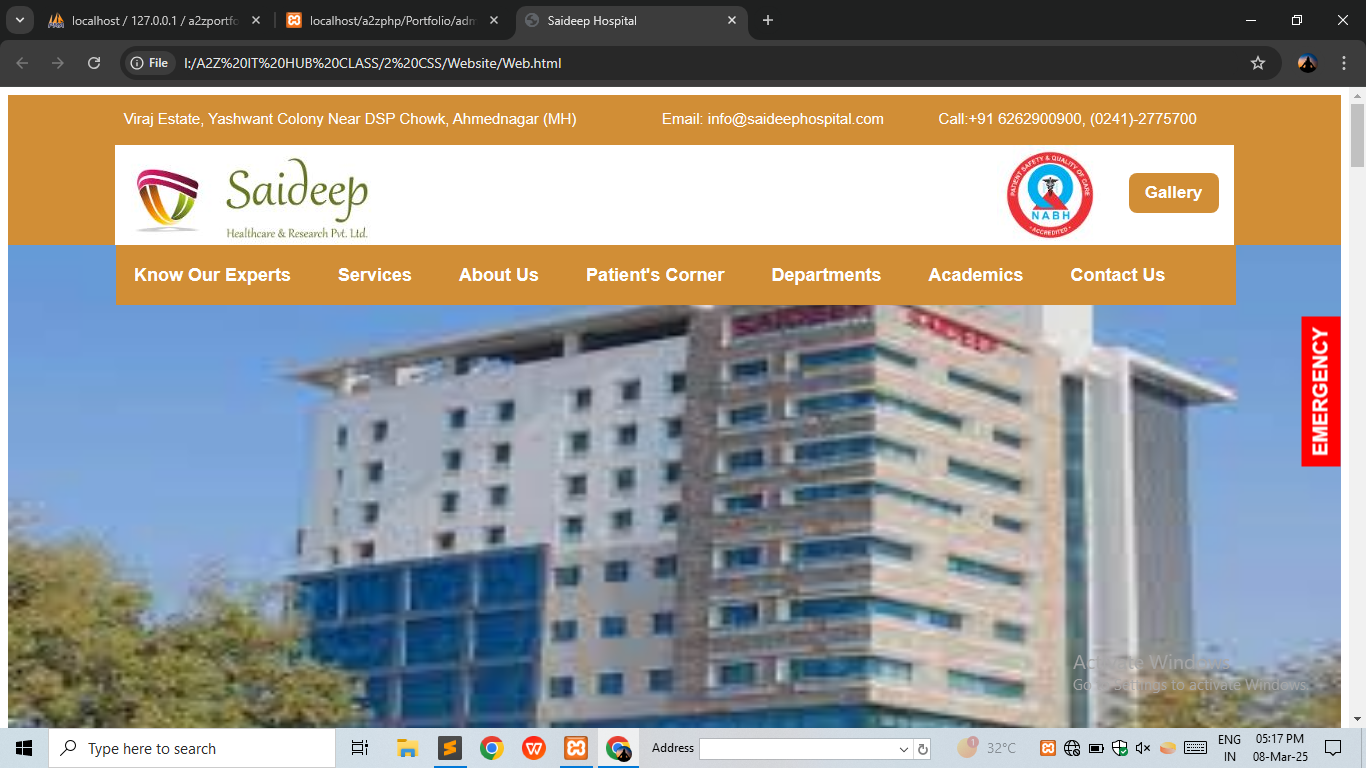 localhost / 127.0.0.1 / a2zportfo
localhost/a2zphp/Portfolio/adm
Saideep Hospital
File
I:/A2Z%20IT%20HUB%20CLASS/2%20CSS/Website/Web.html
Viraj Estate, Yashwant Colony Near DSP Chowk, Ahmednagar (MH)
Email: info@saideephospital.com
Call:+91 6262900900, (0241)-2775700
Saideep
Healthcare & Research Pvt. Ltd.
PATIENT SAFETY & QUALITY OF CARE
NABH
ACCREDITED
Gallery
Know Our Experts
Services
About Us
Patient's Corner
Departments
Academics
Contact Us
SAIDEEP
SAIDEEP
EMERGENCY
Activate Windows
Go to Settings to activate Windows.
Type here to search
Address
1
32°C
ENG
IN
05:17 PM
08-Mar-25